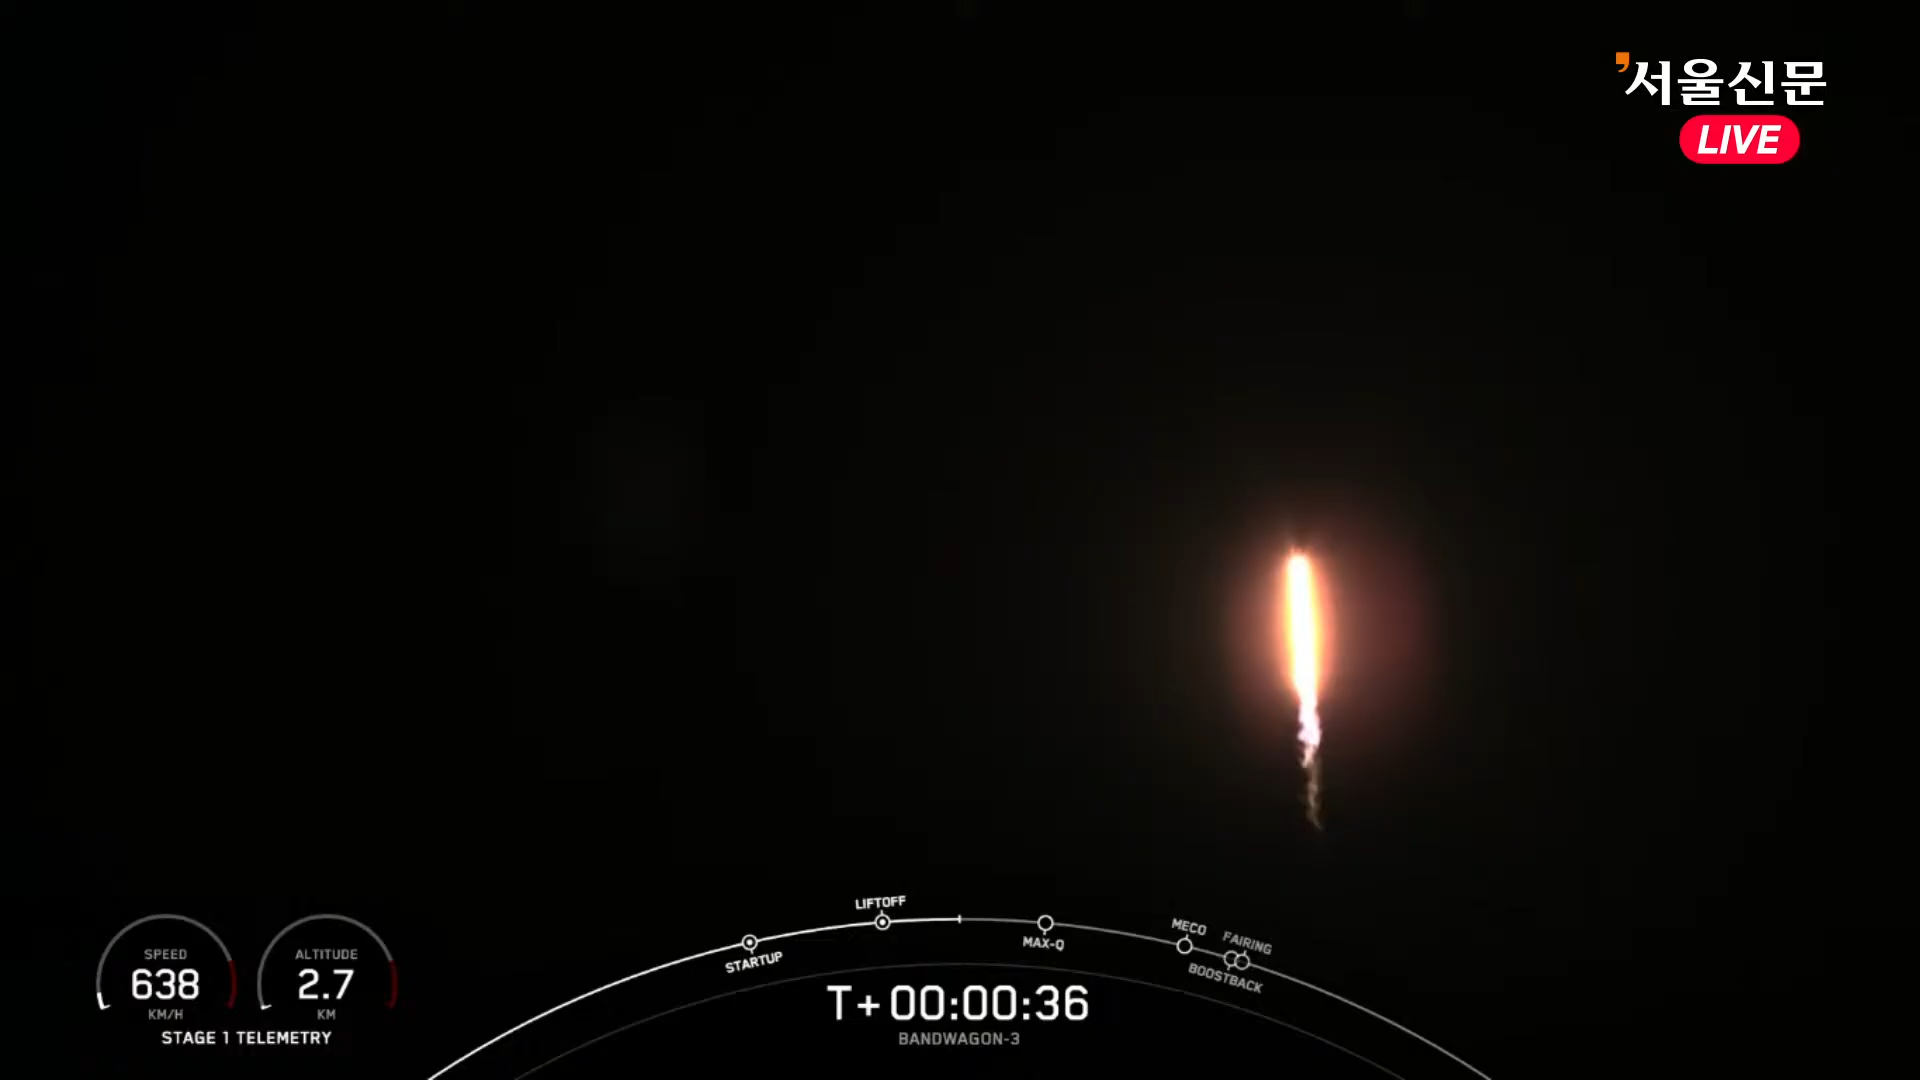 서울신문
LIVE
LIFTOFF
STARTUP
MAX-Q
MECO
FAIRING
BOOSTBACK
SPEED
638
KM/H
ALTITUDE
2.7
KM
STAGE 1 TELEMETRY
T+00:00:36
BANDWAGON-3